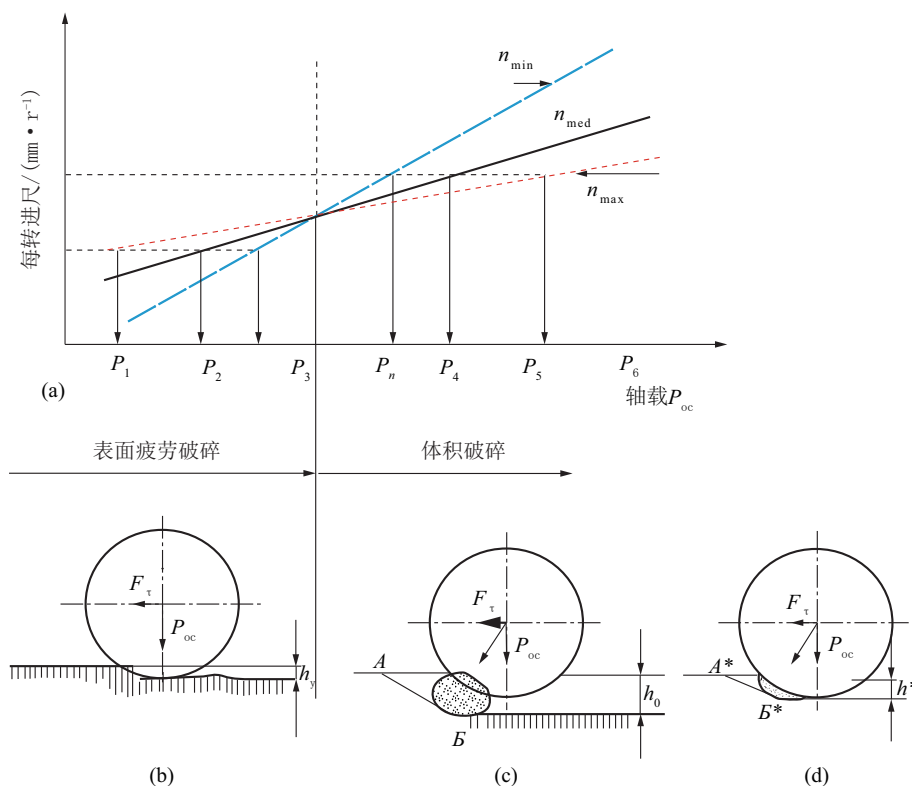 每转进尺/(mm·r⁻¹)
n_min
n_med
n_max
P₁ P₂ P₃ Pₙ P₄ P₅ P₆
(a)
轴载P_oc
表面疲劳破碎 体积破碎
F_τ
P_oc
h_y
(b)
F_τ
P_oc
A
Б
h₀
(c)
F_τ
P_oc
A*
Б*
h*
(d)